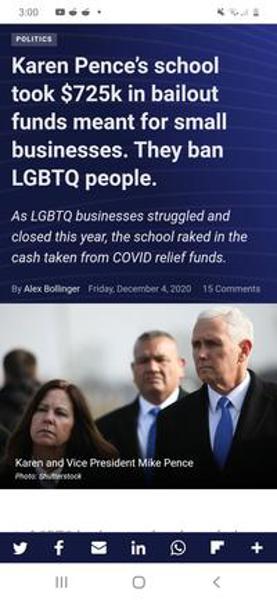 3:00
POLITICS
Karen Pence's school
took $725k in bailout
funds meant for small
businesses. They ban
LGBTQ people.
As LGBTQ businesses struggled and
closed this year, the school raked in the
cash taken from COVID relief funds.
By Alex Bollinger Friday, December 4, 2020 15 Comments
Karen and Vice President Mike Pence
Photo: Shutterstock